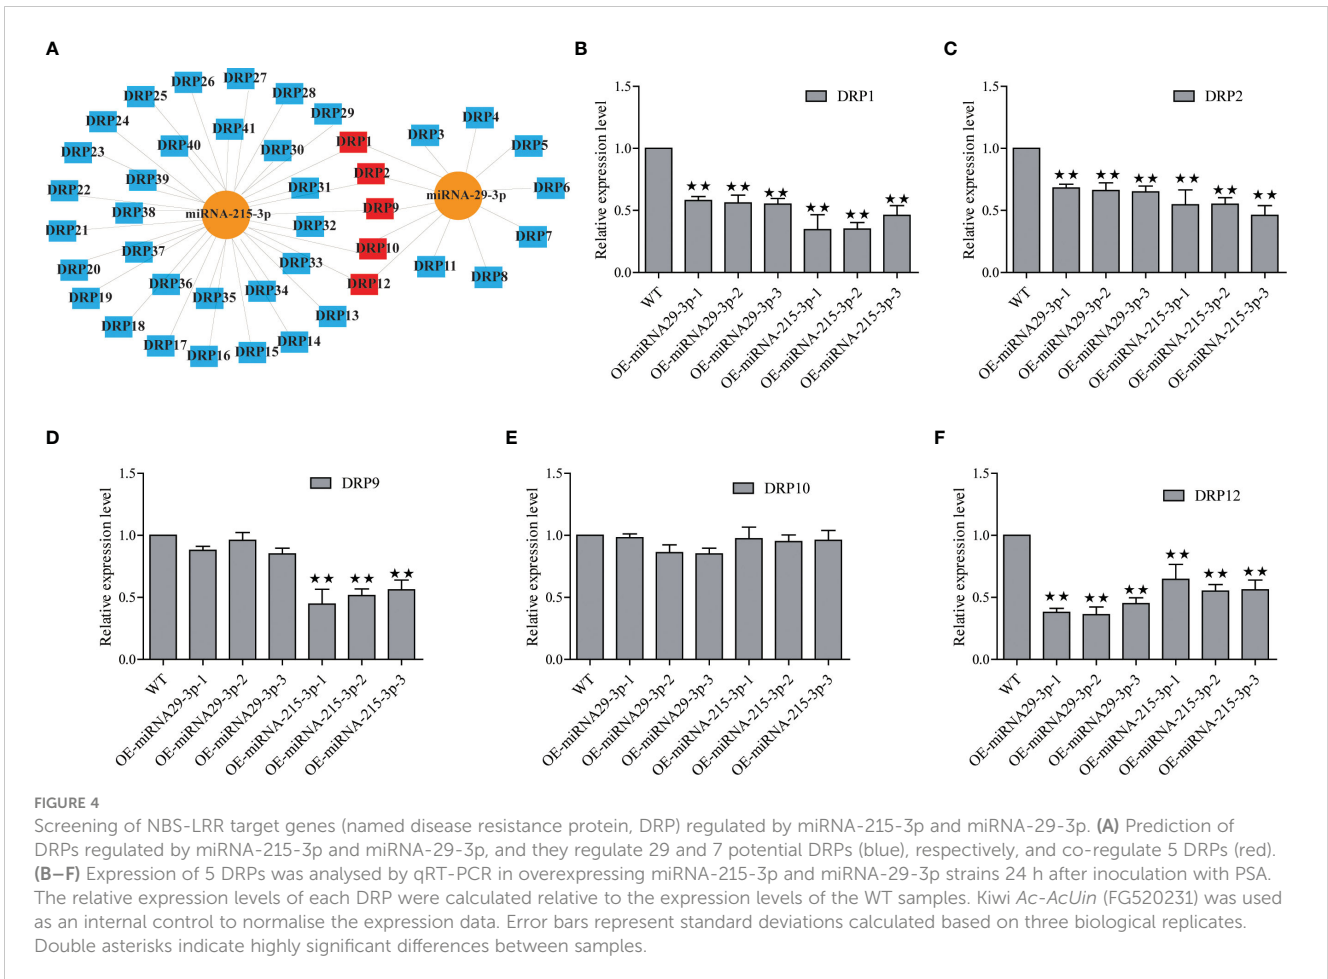 A
DRP27
DRP26
DRP28
DRP25
DRP29
DRP24
DRP41
DRP1
DRP40
DRP30
DRP23
DRP2
DRP39
DRP31
DRP22
miRNA-215-3p
DRP9
DRP38
DRP32
DRP21
DRP10
DRP37
DRP33
DRP20
DRP12
DRP36
DRP34
DRP19
DRP35
DRP13
DRP18
DRP14
DRP17
DRP16
DRP15
DRP4
DRP3
DRP5
miRNA-29-3p
DRP6
DRP7
DRP11
DRP8
B
1.5
DRP1
1.0
★★ ★★ ★★ ★★ ★★ ★★
0.5
0.0
Relative expression level
WT
OE-miRNA29-3p-1
OE-miRNA29-3p-2
OE-miRNA29-3p-3
OE-miRNA-215-3p-1
OE-miRNA-215-3p-2
OE-miRNA-215-3p-3
C
1.5
DRP2
1.0
★★ ★★ ★★ ★★ ★★ ★★
0.5
0.0
Relative expression level
WT
OE-miRNA29-3p-1
OE-miRNA29-3p-2
OE-miRNA29-3p-3
OE-miRNA-215-3p-1
OE-miRNA-215-3p-2
OE-miRNA-215-3p-3
D
1.5
DRP9
1.0
★★ ★★ ★★
0.5
0.0
Relative expression level
WT
OE-miRNA29-3p-1
OE-miRNA29-3p-2
OE-miRNA29-3p-3
OE-miRNA-215-3p-1
OE-miRNA-215-3p-2
OE-miRNA-215-3p-3
E
1.5
DRP10
1.0
0.5
0.0
Relative expression level
WT
OE-miRNA29-3p-1
OE-miRNA29-3p-2
OE-miRNA29-3p-3
OE-miRNA-215-3p-1
OE-miRNA-215-3p-2
OE-miRNA-215-3p-3
F
1.5
DRP12
1.0
★★ ★★ ★★ ★★ ★★ ★★
0.5
0.0
Relative expression level
WT
OE-miRNA29-3p-1
OE-miRNA29-3p-2
OE-miRNA29-3p-3
OE-miRNA-215-3p-1
OE-miRNA-215-3p-2
OE-miRNA-215-3p-3
FIGURE 4
Screening of NBS-LRR target genes (named disease resistance protein, DRP) regulated by miRNA-215-3p and miRNA-29-3p. (A) Prediction of
DRPs regulated by miRNA-215-3p and miRNA-29-3p, and they regulate 29 and 7 potential DRPs (blue), respectively, and co-regulate 5 DRPs (red).
(B–F) Expression of 5 DRPs was analysed by qRT-PCR in overexpressing miRNA-215-3p and miRNA-29-3p strains 24 h after inoculation with PSA.
The relative expression levels of each DRP were calculated relative to the expression levels of the WT samples. Kiwi Ac-AcUin (FG520231) was used
as an internal control to normalise the expression data. Error bars represent standard deviations calculated based on three biological replicates.
Double asterisks indicate highly significant differences between samples.